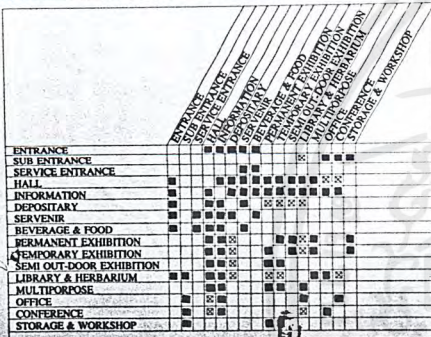 ENTRANCE
SUB ENTRANCE
SERVICE ENTRANCE
HALL
INFORMATION
DEPOSITARY
SERVENIR
BEVERAGE & FOOD
PERMANENT EXHIBITION
TEMPORARY EXHIBITION
SEMI OUT-DOOR EXHIBITION
LIBRARY & HERBARIUM
MULTIPORPOSE
OFFICE
CONFERENCE
STORAGE & WORKSHOP
ENTRANCE
SUB ENTRANCE
SERVICE ENTRANCE
HALL
INFORMATION
DEPOSITARY
SERVENIR
BEVERAGE & FOOD
PERMANENT EXHIBITION
TEMPORARY EXHIBITION
SEMI OUT-DOOR EXHIBITION
LIBRARY & HERBARIUM
MULTIPORPOSE
OFFICE
CONFERENCE
STORAGE & WORKSHOP